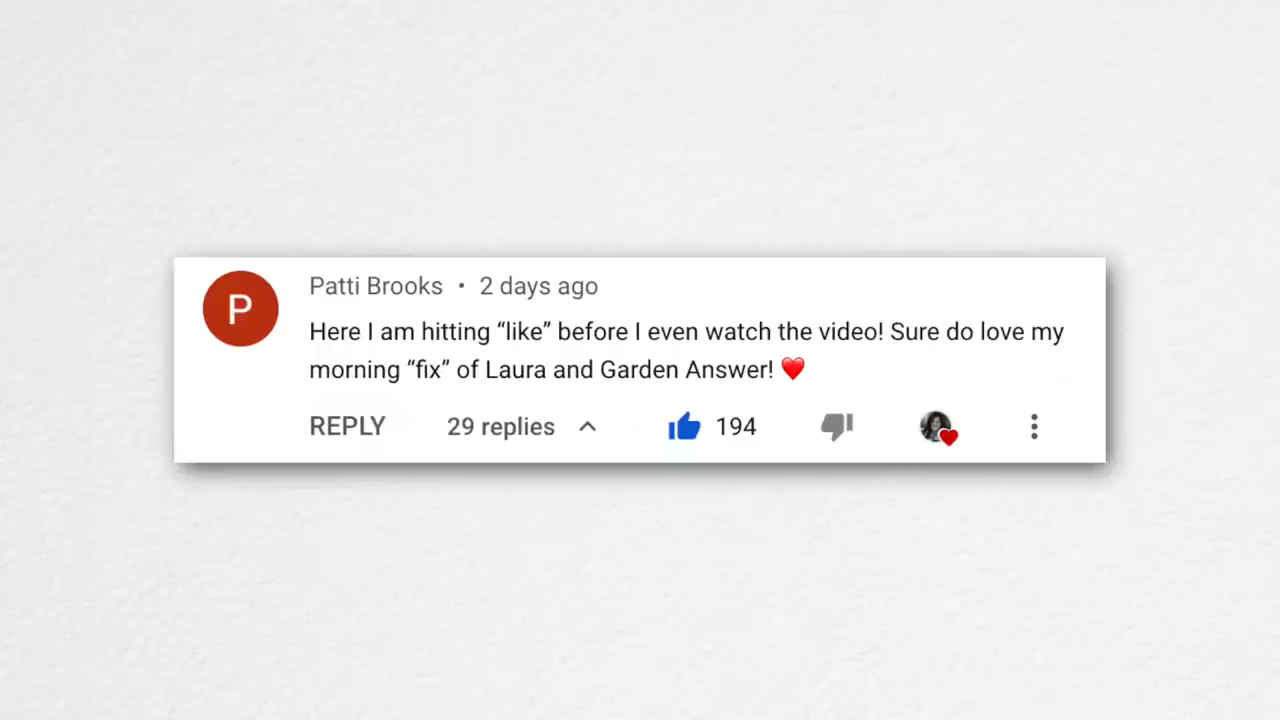 P
Patti Brooks • 2 days ago
Here I am hitting “like” before I even watch the video! Sure do love my
morning “fix” of Laura and Garden Answer! ❤️
REPLY 29 replies 194